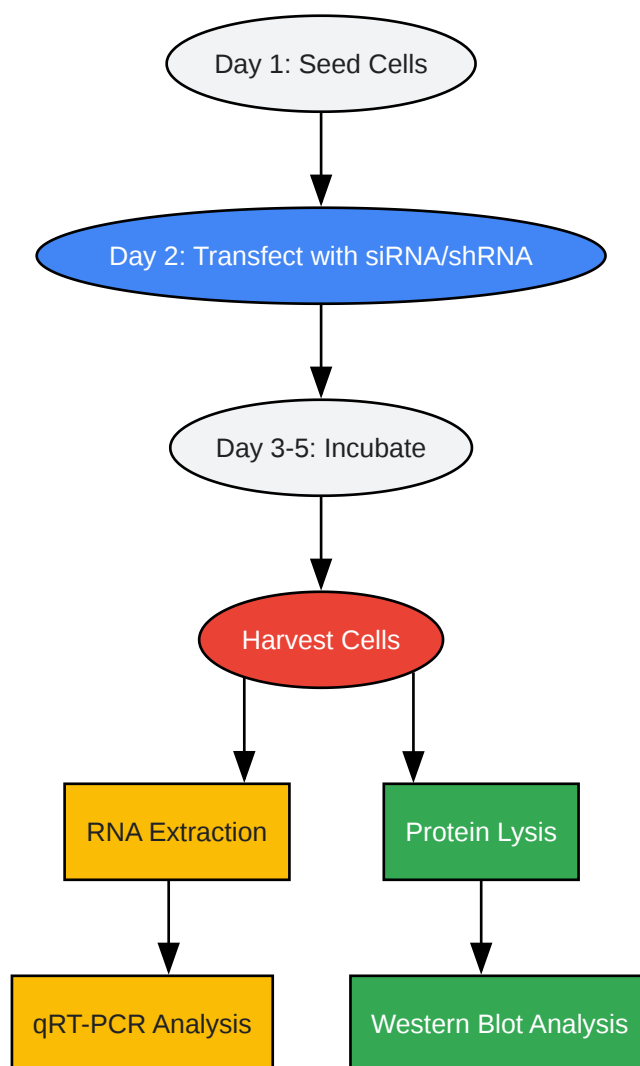 Day 1: Seed Cells
Day 2: Transfect with siRNA/shRNA
Day 3-5: Incubate
Harvest Cells
RNA Extraction
Protein Lysis
qRT-PCR Analysis
Western Blot Analysis